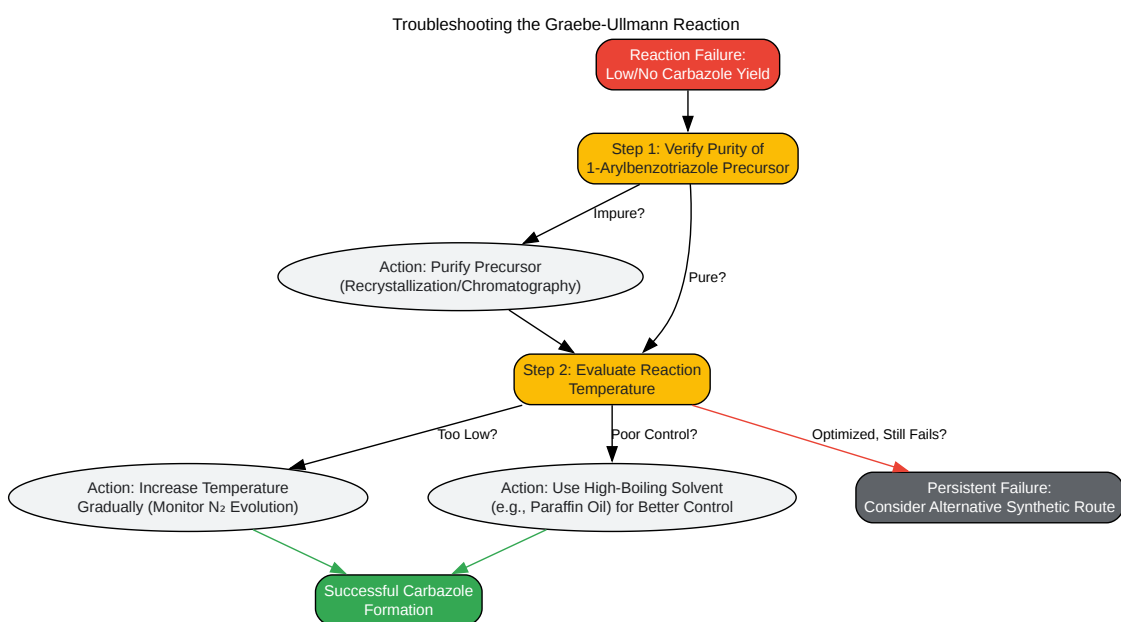 Troubleshooting the Graebe-Ullmann Reaction
Reaction Failure:
Low/No Carbazole Yield
Step 1: Verify Purity of
1-Arylbenzotriazole Precursor
Impure?
Action: Purify Precursor
(Recrystallization/Chromatography)
Pure?
Step 2: Evaluate Reaction
Temperature
Too Low?
Poor Control?
Optimized, Still Fails?
Action: Increase Temperature
Gradually (Monitor N₂ Evolution)
Action: Use High-Boiling Solvent
(e.g., Paraffin Oil) for Better Control
Persistent Failure:
Consider Alternative Synthetic Route
Successful Carbazole
Formation